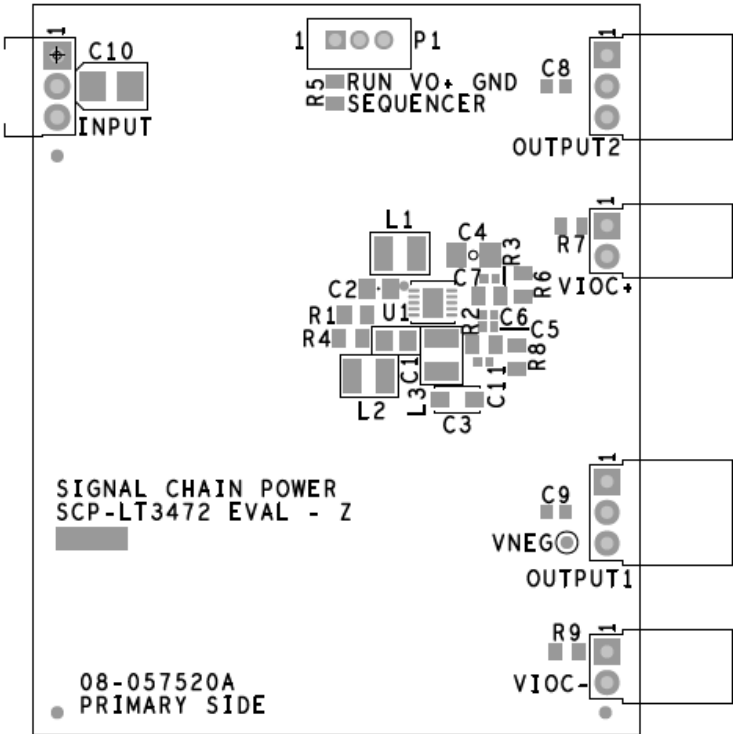 1
C10
INPUT
1
P1
R5
RUN VO+ GND
SEQUENCER
1
C8
OUTPUT2
1
R7
VIOC+
L1
C4
R3
C7
R6
C2
U1
R1
R2
C6
C5
R4
C1
R8
L2
L3
C11
C3
SIGNAL CHAIN POWER
SCP-LT3472 EVAL - Z
1
C9
VNEG
OUTPUT1
1
R9
VIOC-
08-057520A
PRIMARY SIDE